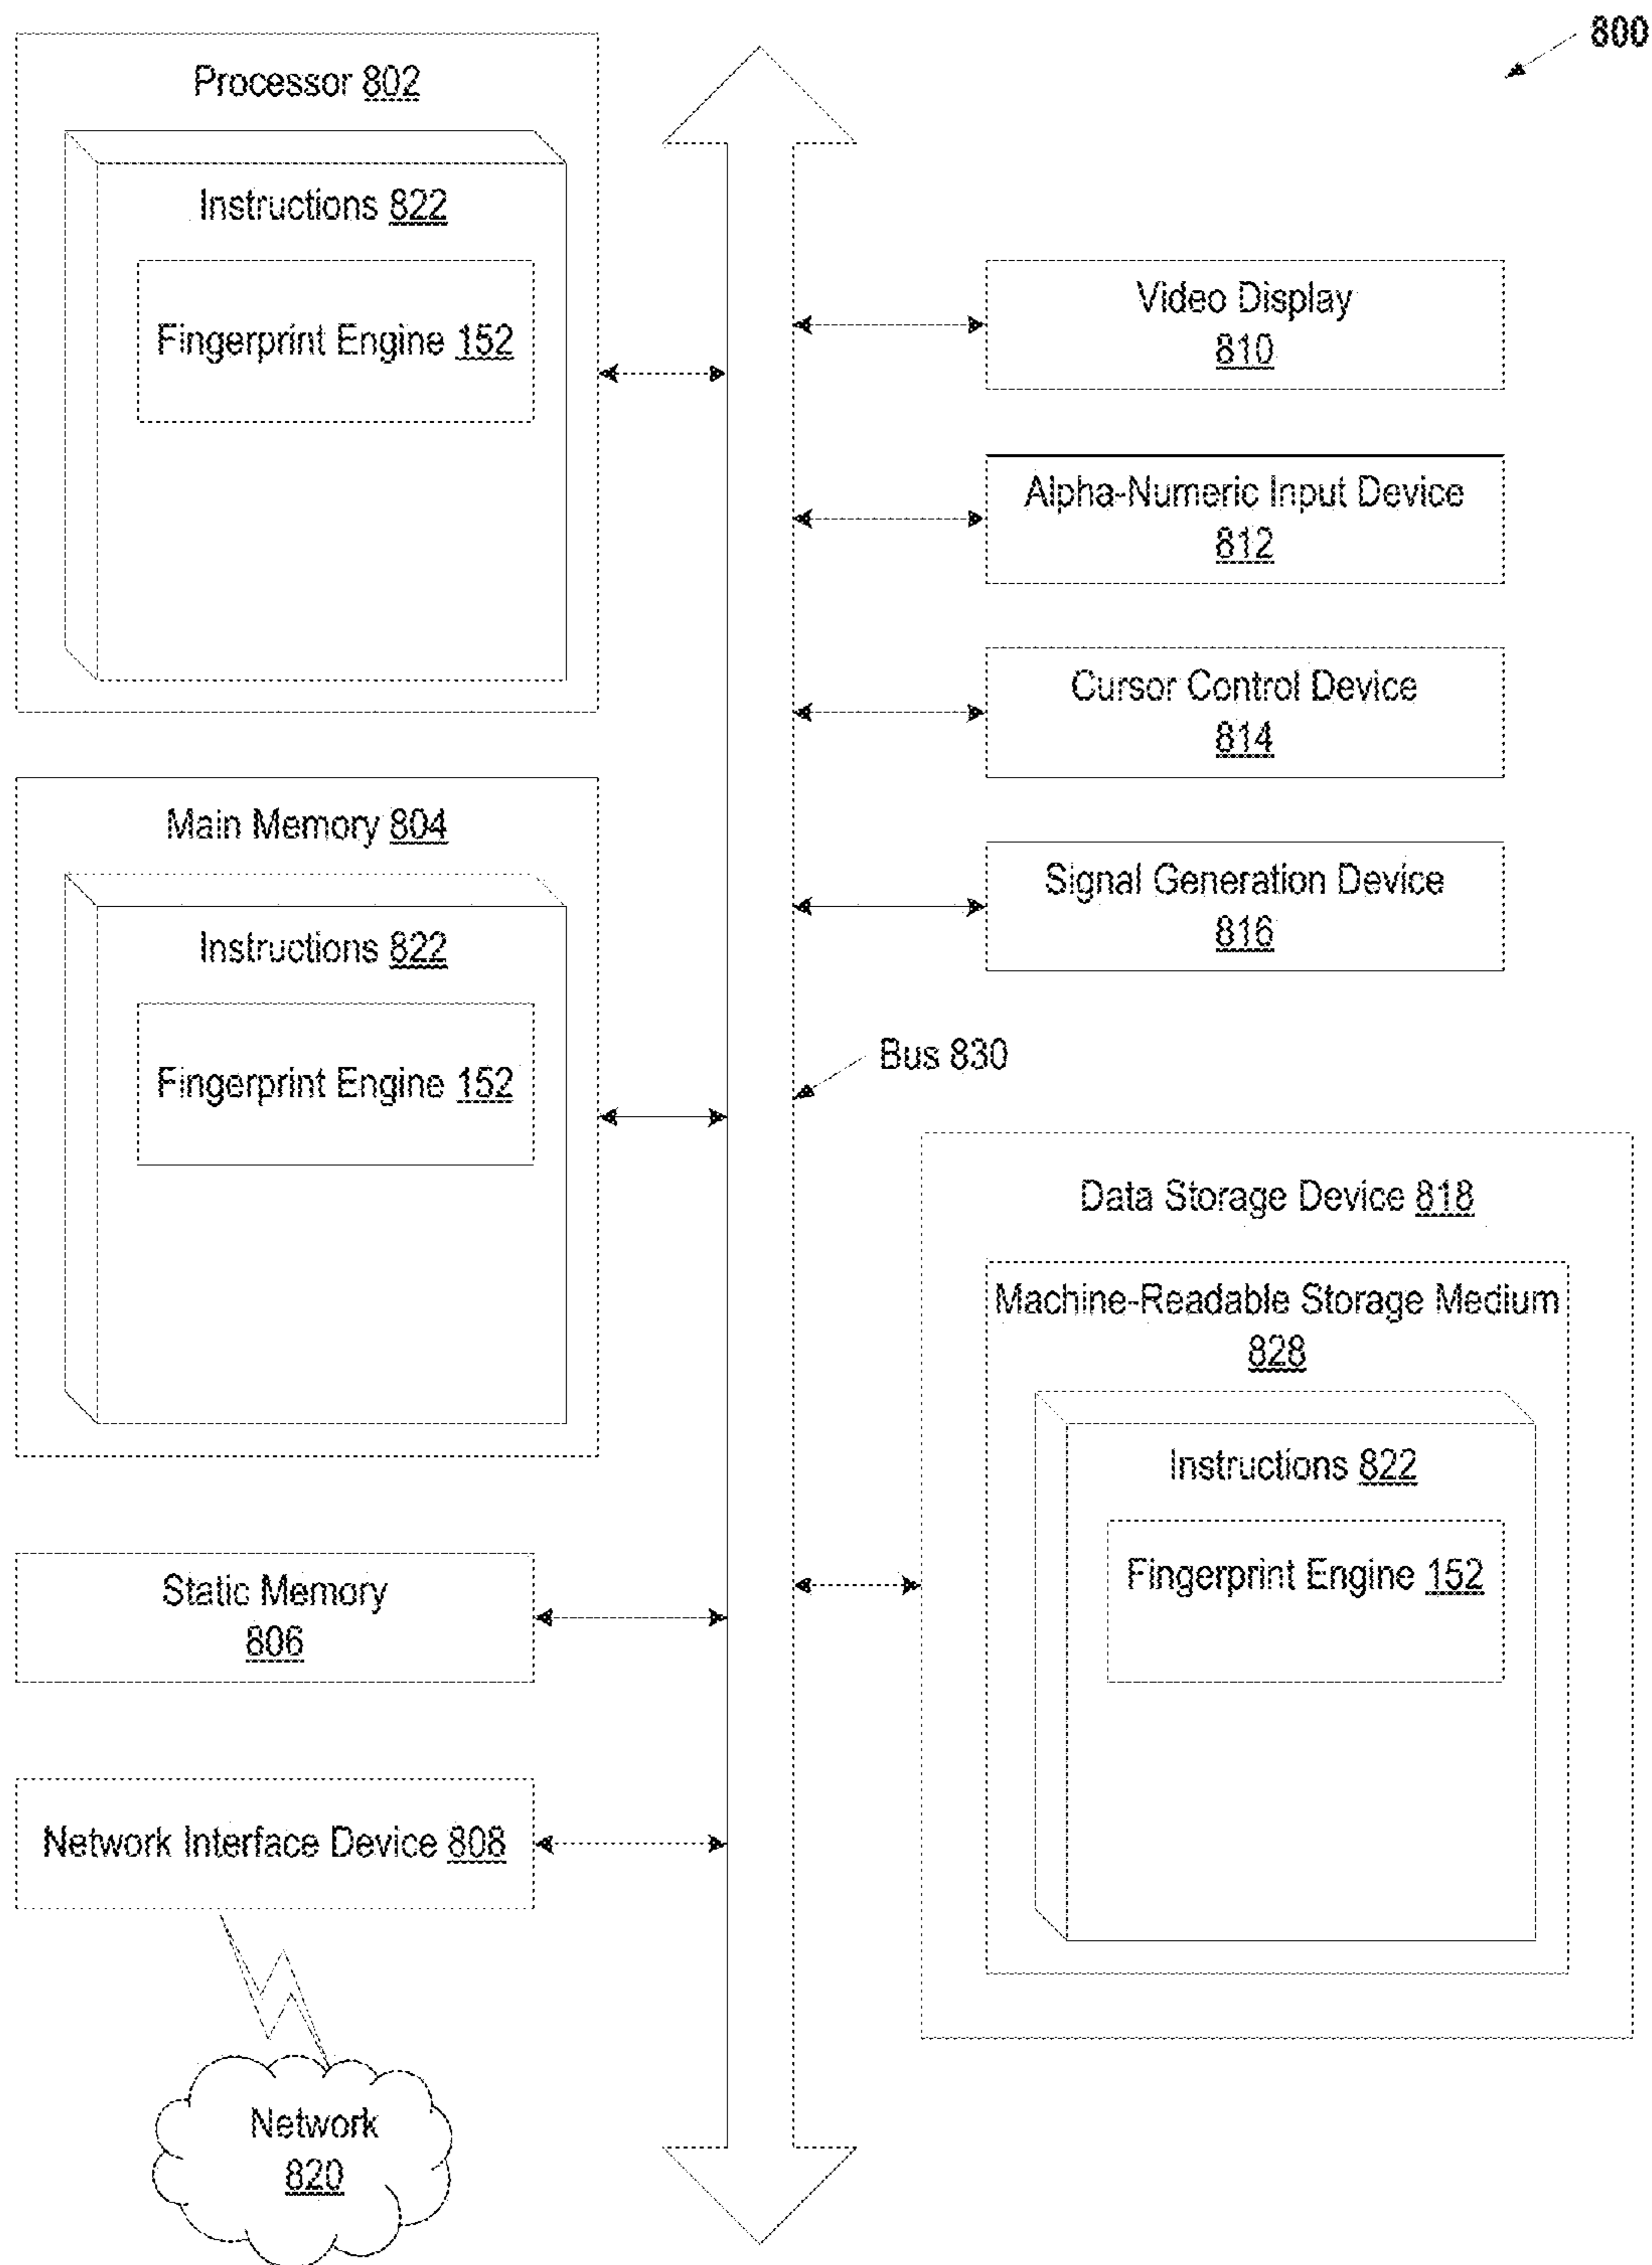 800
Processor 802
Instructions 822
Fingerprint Engine 152
Video Display
810
Alpha-Numeric Input Device
812
Cursor Control Device
814
Main Memory 804
Instructions 822
Fingerprint Engine 152
Signal Generation Device
816
Bus 830
Data Storage Device 818
Machine-Readable Storage Medium
828
Instructions 822
Fingerprint Engine 152
Static Memory
806
Network Interface Device 808
Network
820